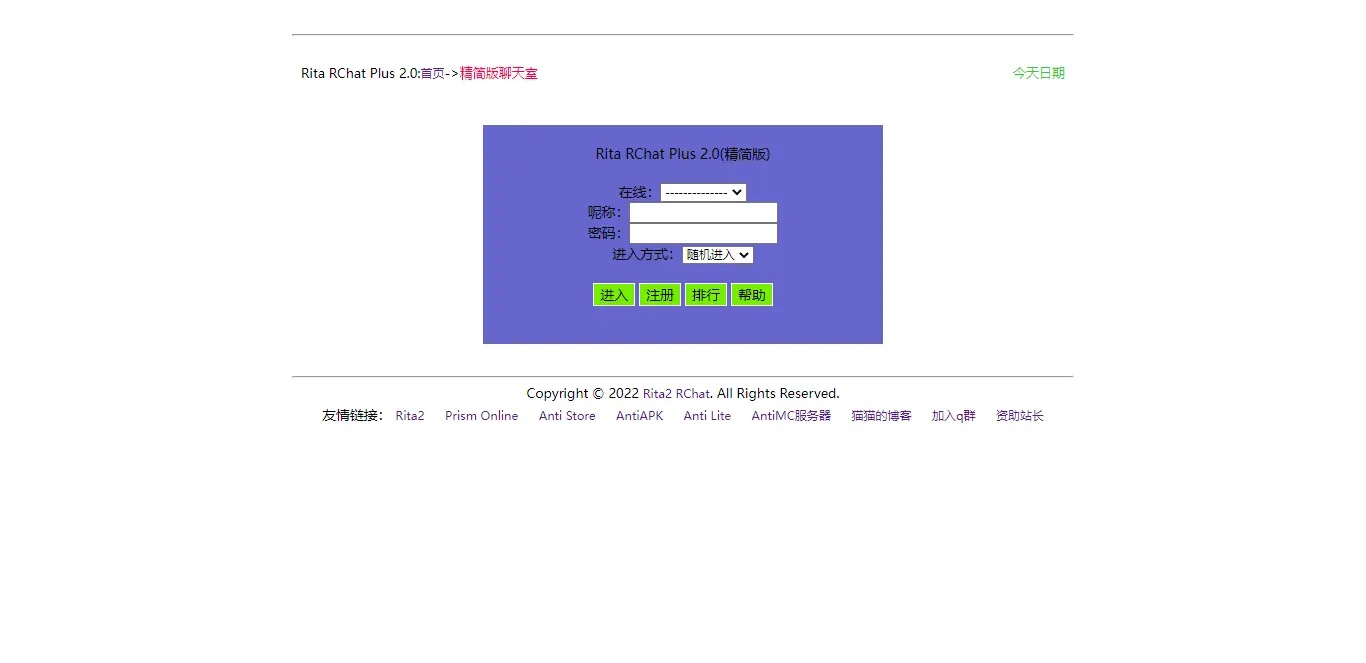 Rita RChat Plus 2.0:首页->精简版聊天室 今天日期
Rita RChat Plus 2.0(精简版)
在线： --------------
昵称：
密码：
进入方式： 随机进入
进入 注册 排行 帮助
Copyright © 2022 Rita2 RChat. All Rights Reserved.
友情链接： Rita2 Prism Online Anti Store AntiAPK Anti Lite AntiMC服务器 猫猫的博客 加入q群 资助站长